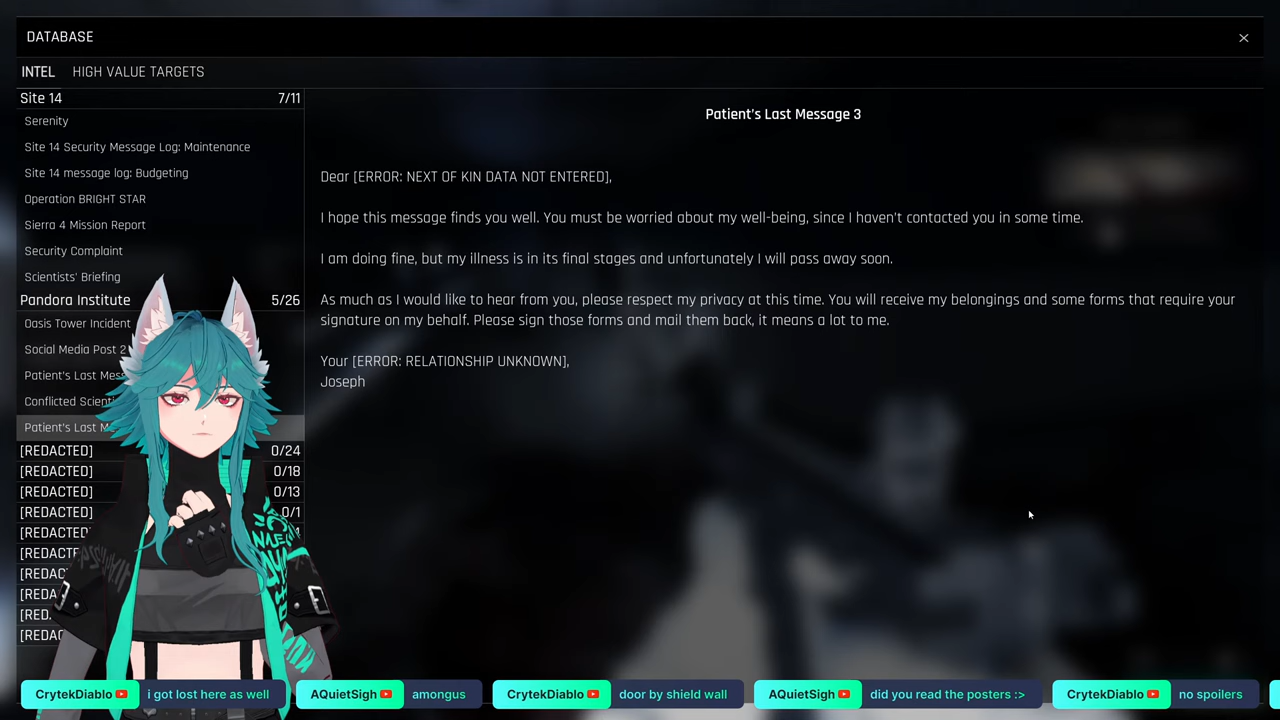 DATABASE
INTEL HIGH VALUE TARGETS
Site 14 7/11
Serenity
Site 14 Security Message Log: Maintenance
Site 14 message log: Budgeting
Operation BRIGHT STAR
Sierra 4 Mission Report
Security Complaint
Scientists' Briefing
Pandora Institute 5/26
Oasis Tower Incident
Social Media Post 2
Patient's Last Mess
Conflicted Scienti
Patient's Last M
[REDACTED] 0/24
[REDACTED] 0/18
[REDACTED] 0/13
[REDACTED] 0/1
[REDACTED]
[REDACTE
[REDAC
[REDA
[RED.
[REDAC
Patient's Last Message 3
Dear [ERROR: NEXT OF KIN DATA NOT ENTERED],
I hope this message finds you well. You must be worried about my well-being, since I haven't contacted you in some time.
I am doing fine, but my illness is in its final stages and unfortunately I will pass away soon.
As much as I would like to hear from you, please respect my privacy at this time. You will receive my belongings and some forms that require your
signature on my behalf. Please sign those forms and mail them back, it means a lot to me.
Your [ERROR: RELATIONSHIP UNKNOWN],
Joseph
CrytekDiablo i got lost here as well AQuietSigh amongus CrytekDiablo door by shield wall AQuietSigh did you read the posters :> CrytekDiablo no spoilers